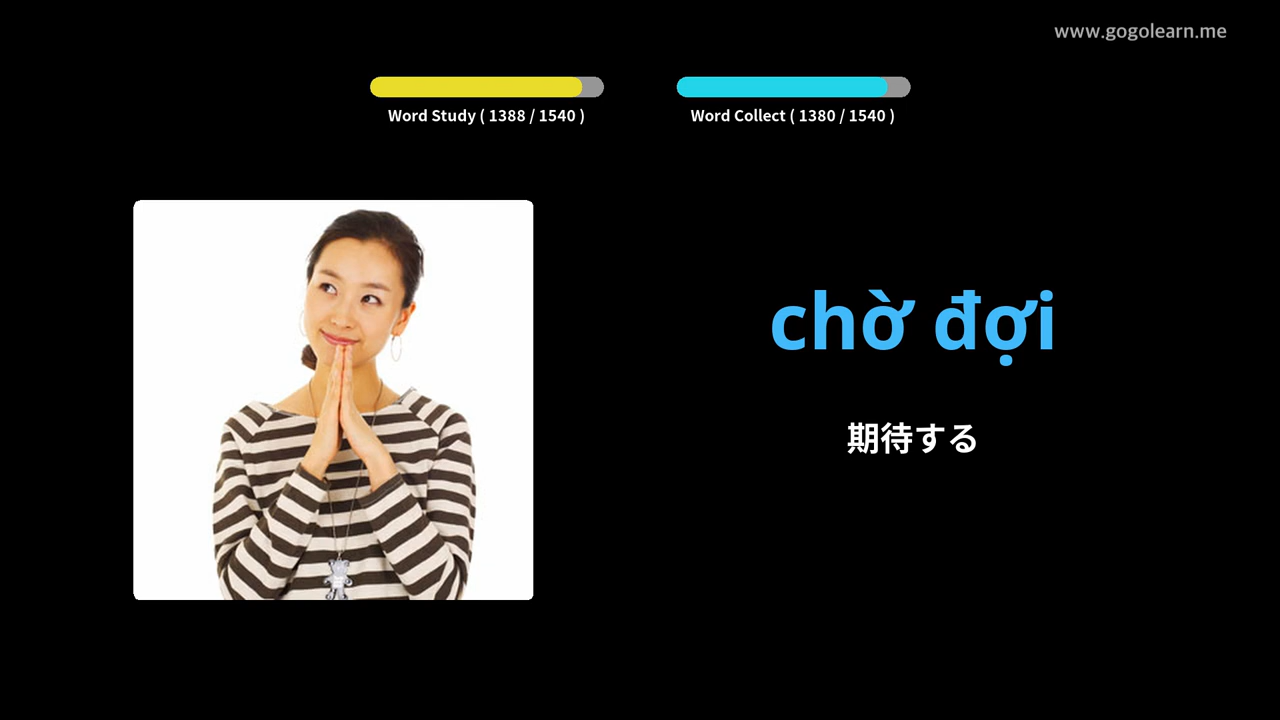 www.gogolearn.me
Word Study ( 1388 / 1540 )
Word Collect ( 1380 / 1540 )
chờ đợi
期待する